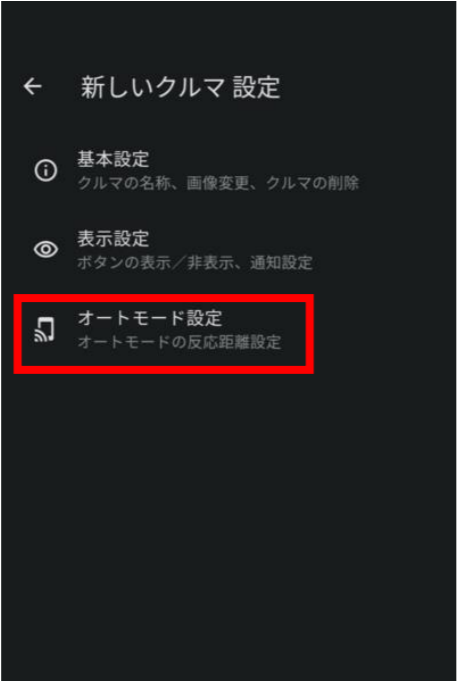 新しいクルマ 設定
基本設定
クルマの名称、画像変更、クルマの削除
表示設定
ボタンの表示／非表示、通知設定
オートモード設定
オートモードの反応距離設定